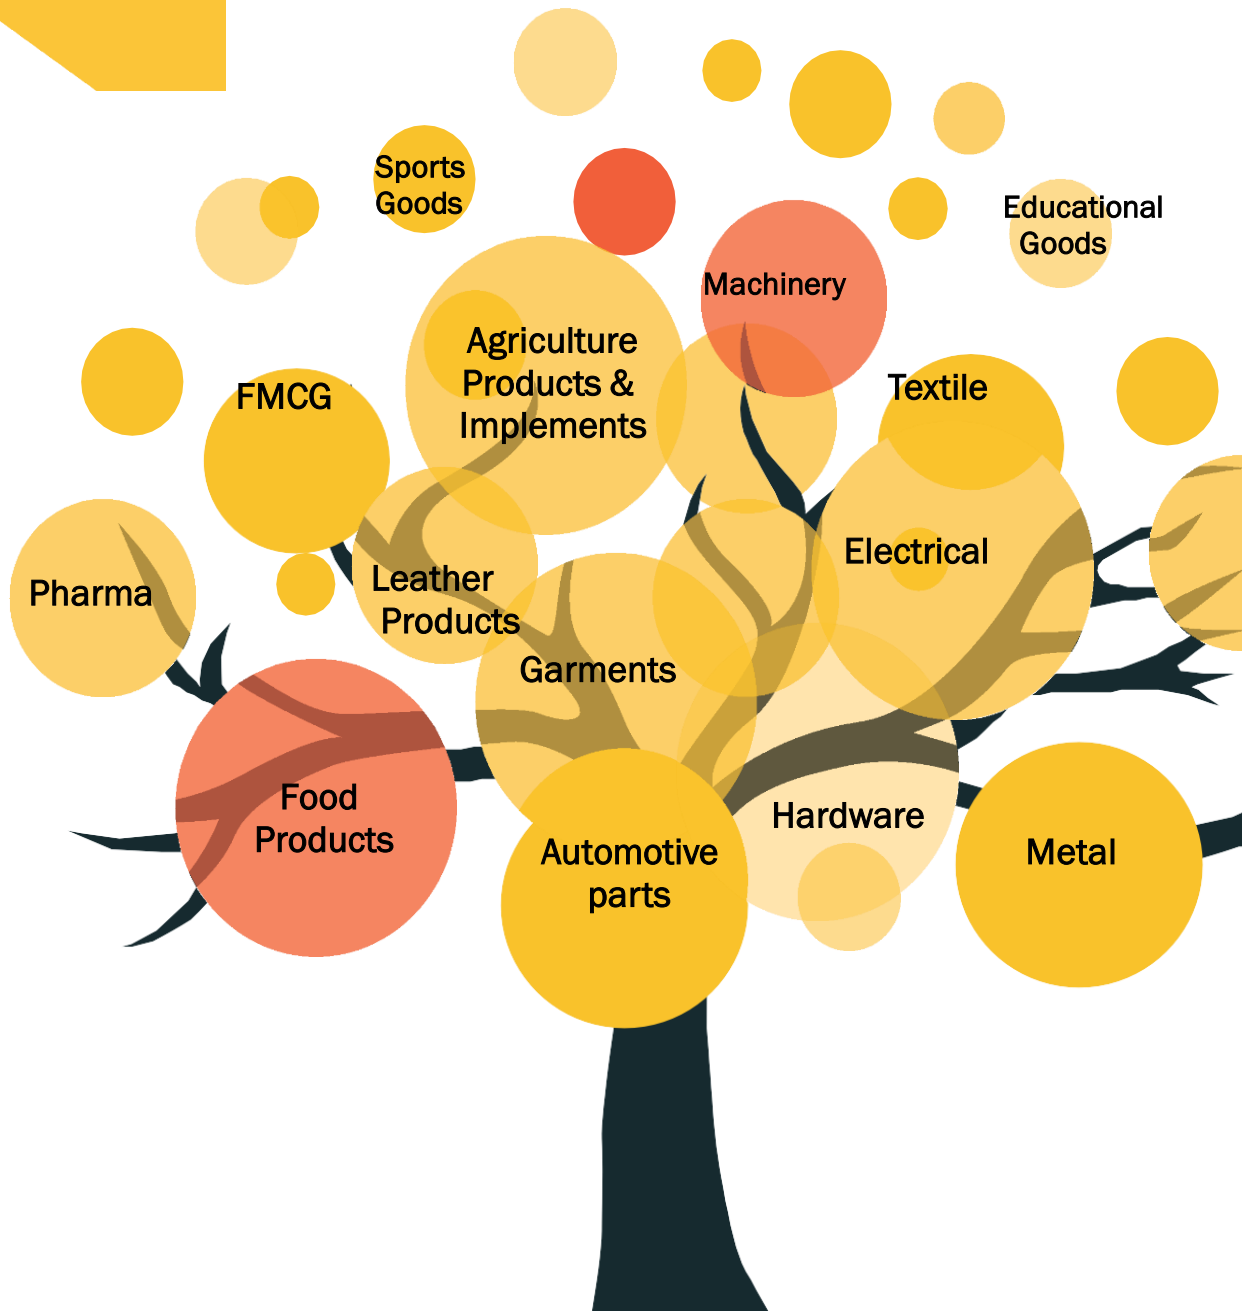 Sports
Goods
Educational
Goods
Machinery
Agriculture
Products &
Implements
FMCG
Textile
Electrical
Pharma
Leather
Products
Garments
Food
Products
Hardware
Automotive
parts
Metal